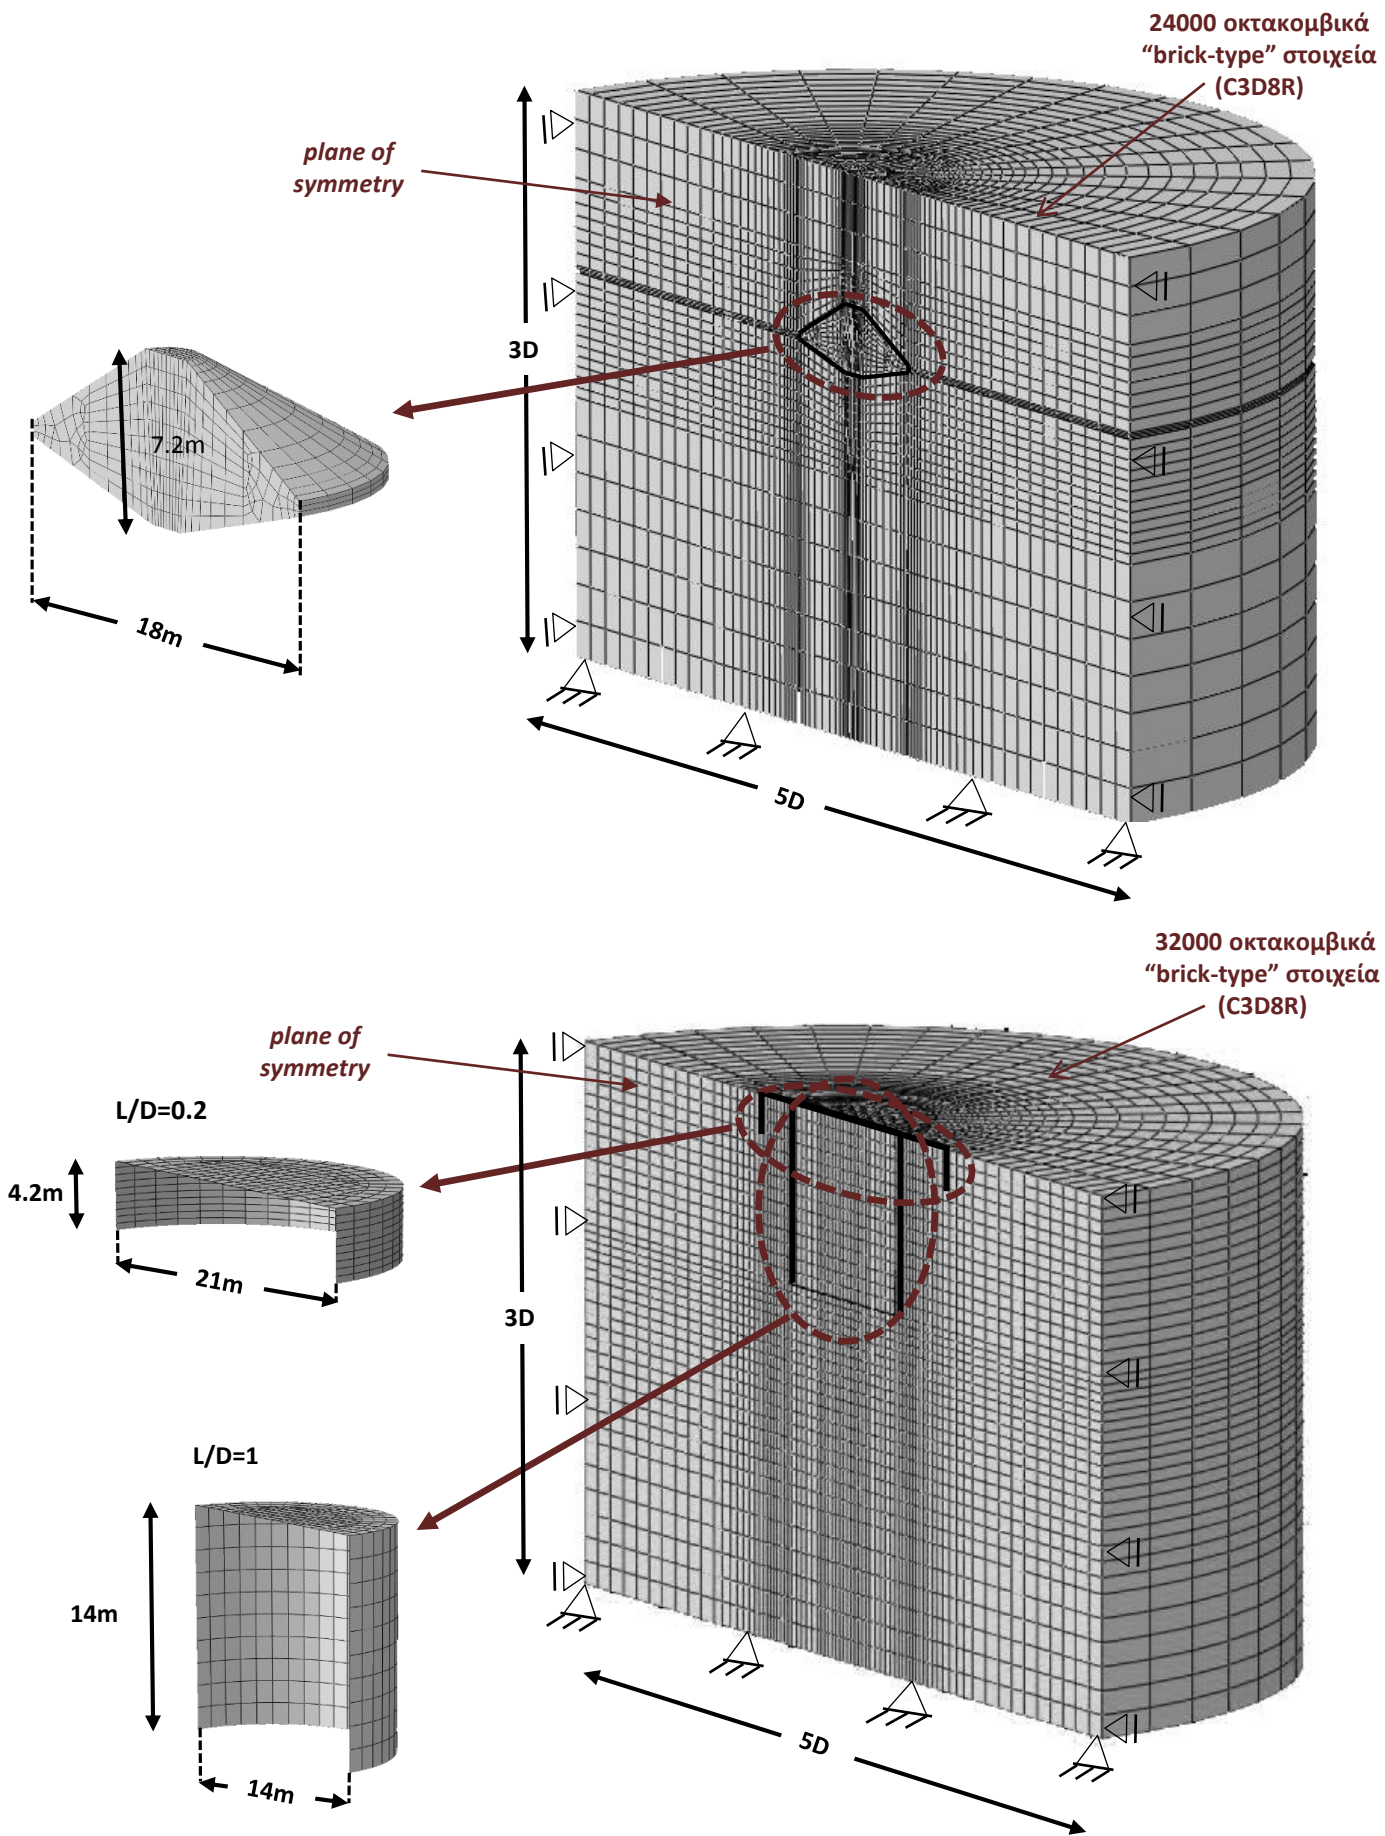 24000 οκτακομβικά
“brick-type” στοιχεία
(C3D8R)
plane of
symmetry
3D
7.2m
18m
5D
32000 οκτακομβικά
“brick-type” στοιχεία
(C3D8R)
plane of
symmetry
L/D=0.2
4.2m
21m
3D
L/D=1
14m
14m
5D